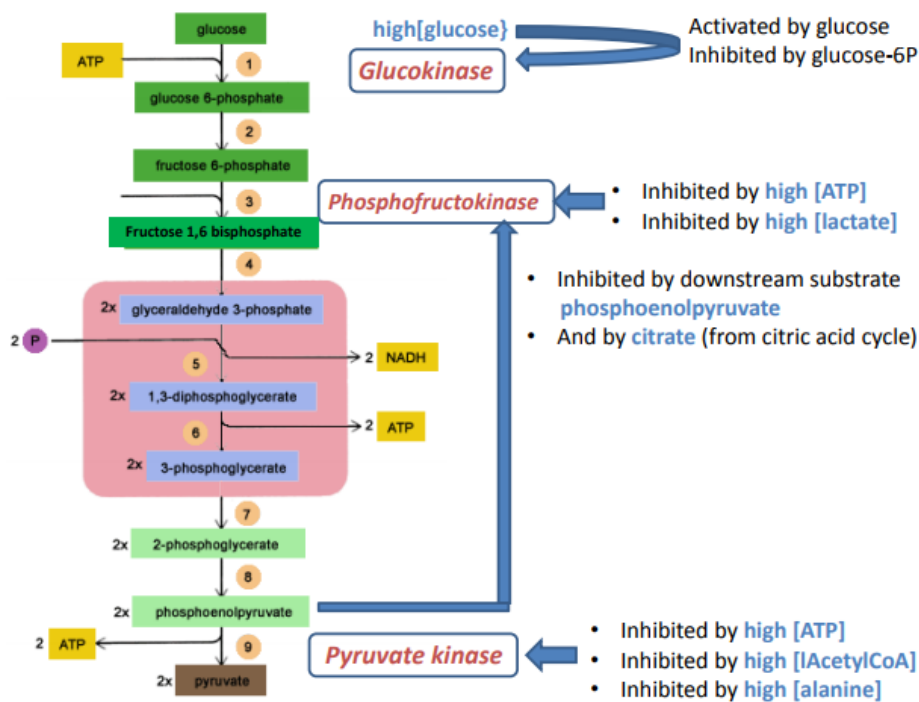 glucose
high[glucose}
Activated by glucose
Inhibited by glucose-6P
ATP
1
Glucokinase
glucose 6-phosphate
2
fructose 6-phosphate
3
Phosphofructokinase
• Inhibited by high [ATP]
• Inhibited by high [lactate]
Fructose 1,6 bisphosphate
4
• Inhibited by downstream substrate
phosphoenolpyruvate
• And by citrate (from citric acid cycle)
2x glyceraldehyde 3-phosphate
2 P
5
2 NADH
2x 1,3-diphosphoglycerate
6
2 ATP
2x 3-phosphoglycerate
7
2x 2-phosphoglycerate
8
2x phosphoenolpyruvate
2 ATP
9
Pyruvate kinase
• Inhibited by high [ATP]
• Inhibited by high [lAcetylCoA]
• Inhibited by high [alanine]
2x pyruvate